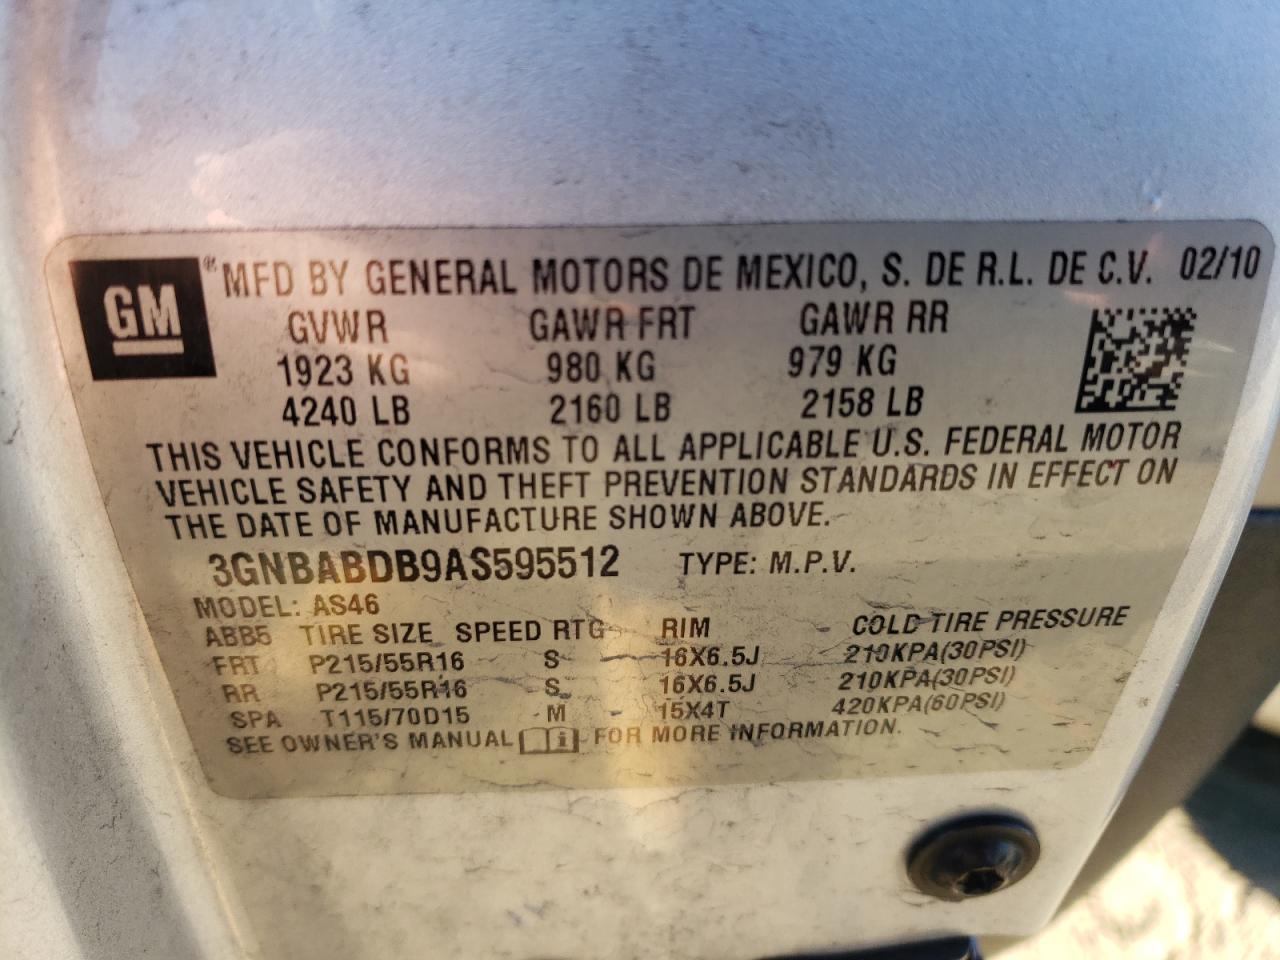 GM ® MFD BY GENERAL MOTORS DE MEXICO, S. DE R.L. DE C.V. 02/10
GVWR GAWR FRT GAWR RR
1923 KG 980 KG 979 KG
4240 LB 2160 LB 2158 LB
THIS VEHICLE CONFORMS TO ALL APPLICABLE U.S. FEDERAL MOTOR
VEHICLE SAFETY AND THEFT PREVENTION STANDARDS IN EFFECT ON
THE DATE OF MANUFACTURE SHOWN ABOVE.
3GNBABDB9AS595512 TYPE: M.P.V.
MODEL: AS46
ABB5 TIRE SIZE SPEED RTG RIM COLD TIRE PRESSURE
FRT P215/55R16 S 16X6.5J 210KPA(30PSI)
RR P215/55R16 S 16X6.5J 210KPA(30PSI)
SPA T115/70D15 M 15X4T 420KPA(60PSI)
SEE OWNER'S MANUAL i FOR MORE INFORMATION.